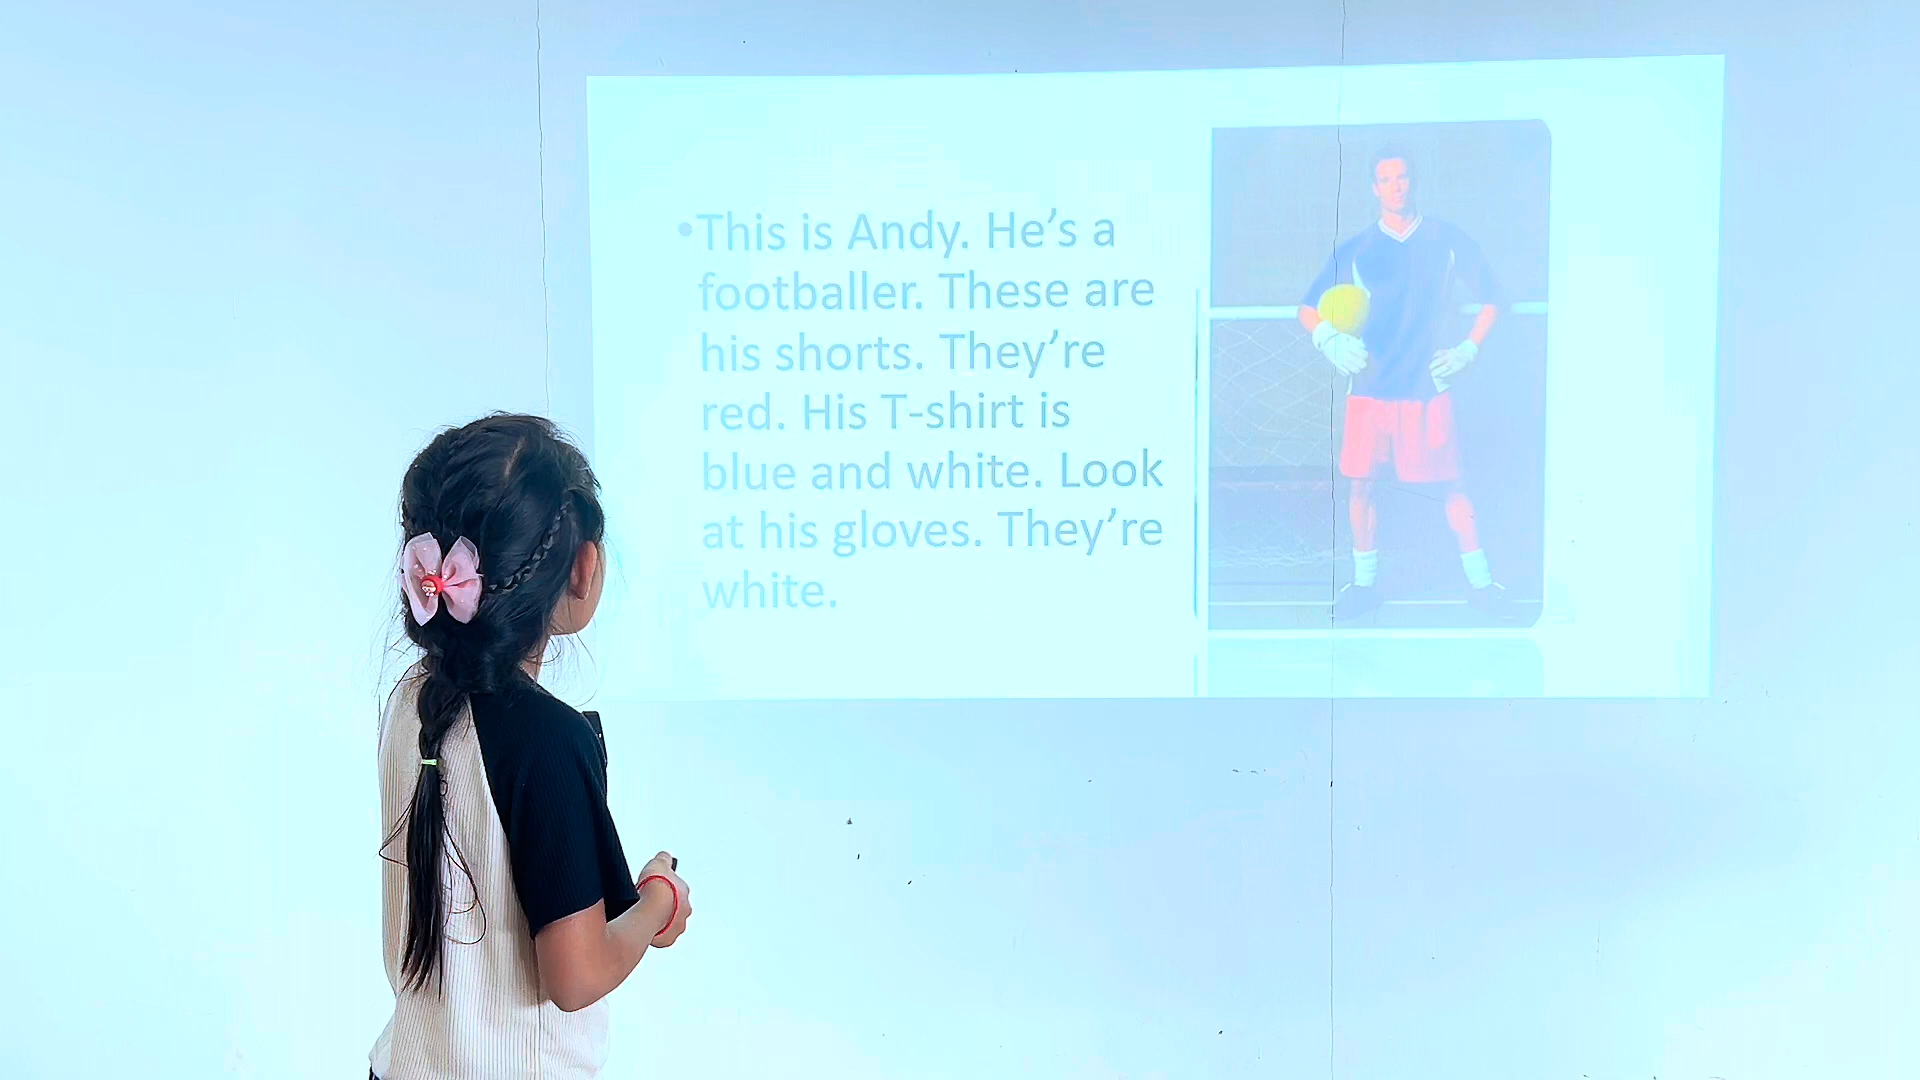 •This is Andy. He’s a
footballer. These are
his shorts. They’re
red. His T-shirt is
blue and white. Look
at his gloves. They’re
white.